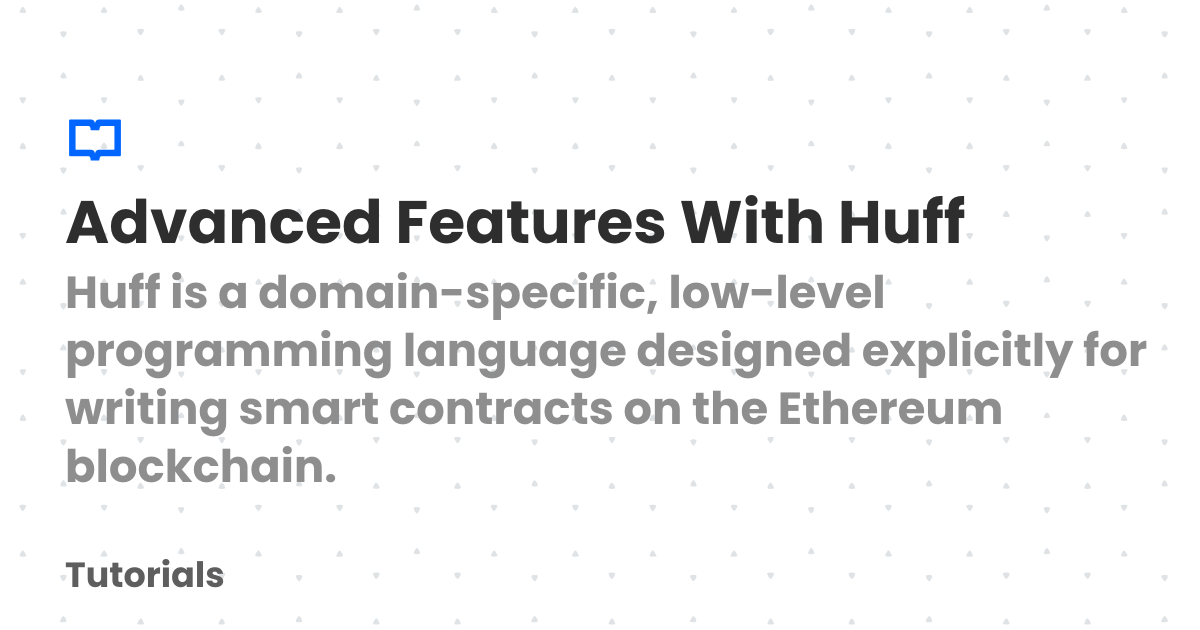 Advanced Features With Huff
Huff is a domain-specific, low-level
programming language designed explicitly for
writing smart contracts on the Ethereum
blockchain.
Tutorials